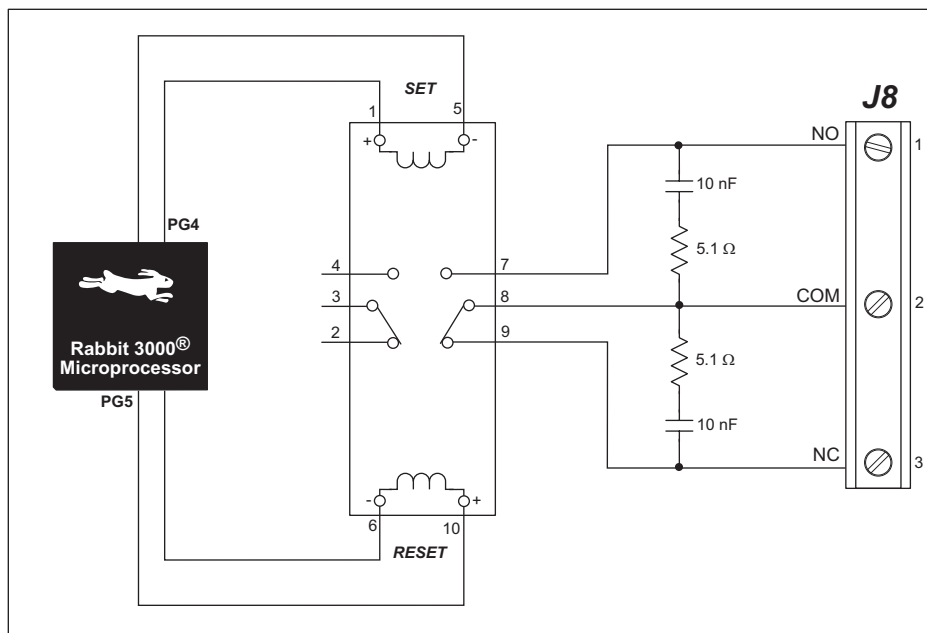 SET
1
5
+
-
J8
NO
1
10 nF
PG4
5.1 Ω
4
7
COM
3
8
2
2
9
Rabbit 3000®
Microprocessor
5.1 Ω
PG5
10 nF
NC
3
-
+
6
10
RESET